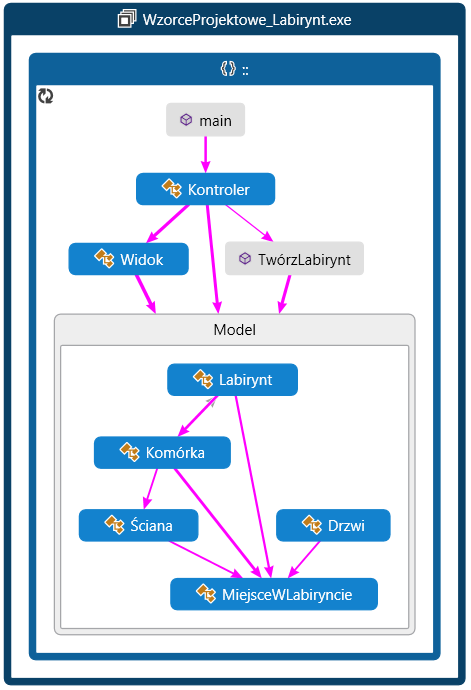 WzorceProjektowe_Labirynt.exe
{} ::
main
Kontroler
Widok
TwórzLabirynt
Model
Labirynt
Komórka
Ściana
Drzwi
MiejsceWLabiryncie